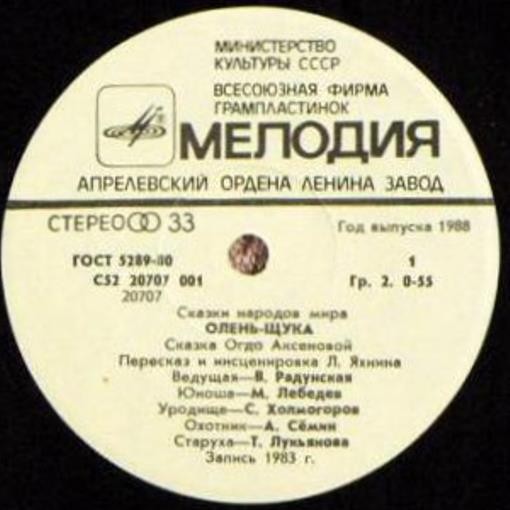 МИНИСТЕРСТВО
КУЛЬТУРЫ СССР
ВСЕСОЮЗНАЯ ФИРМА
ГРАМПЛАСТИНОК
МЕЛОДИЯ
АПРЕЛЕВСКИЙ ОРДЕНА ЛЕНИНА ЗАВОД
СТЕРЕО 33
Год выпуска 1988
ГОСТ 5289-80
1
С52 20707 001
Гр. 2. 0-55
20707
Сказки народов мира
ОЛЕНЬ-ЩУКА
Сказка Огдо Аксеновой
Пересказ и инсценировка Л. Яхнина
Ведущая—В. Радунская
Юноша—М. Лебедев
Уродище—С. Холмогоров
Охотник—А. Сёмин
Старуха—Т. Лукьянова
Запись 1983 г.